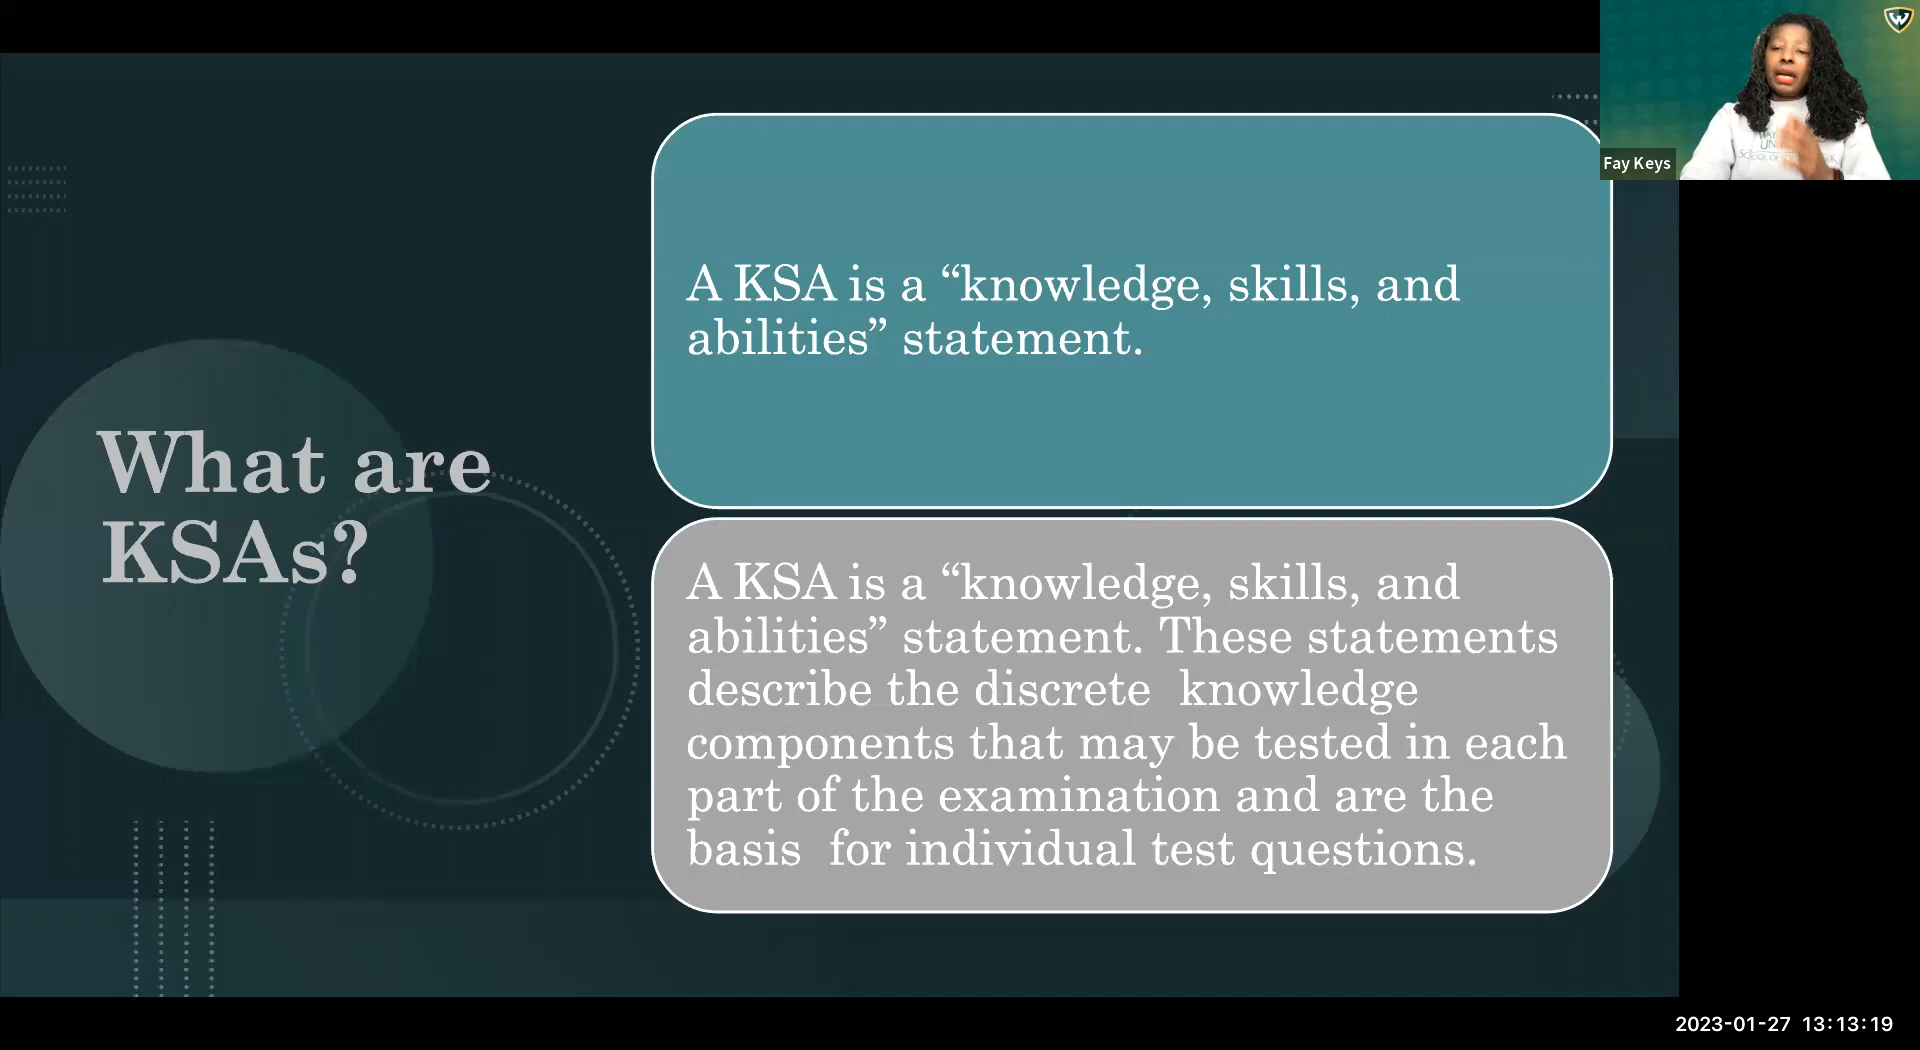 What are
KSAs?
A KSA is a “knowledge, skills, and
abilities” statement.
A KSA is a “knowledge, skills, and
abilities” statement. These statements
describe the discrete  knowledge
components that may be tested in each
part of the examination and are the
basis  for individual test questions.
W
Fay Keys
2023-01-27 13:13:19